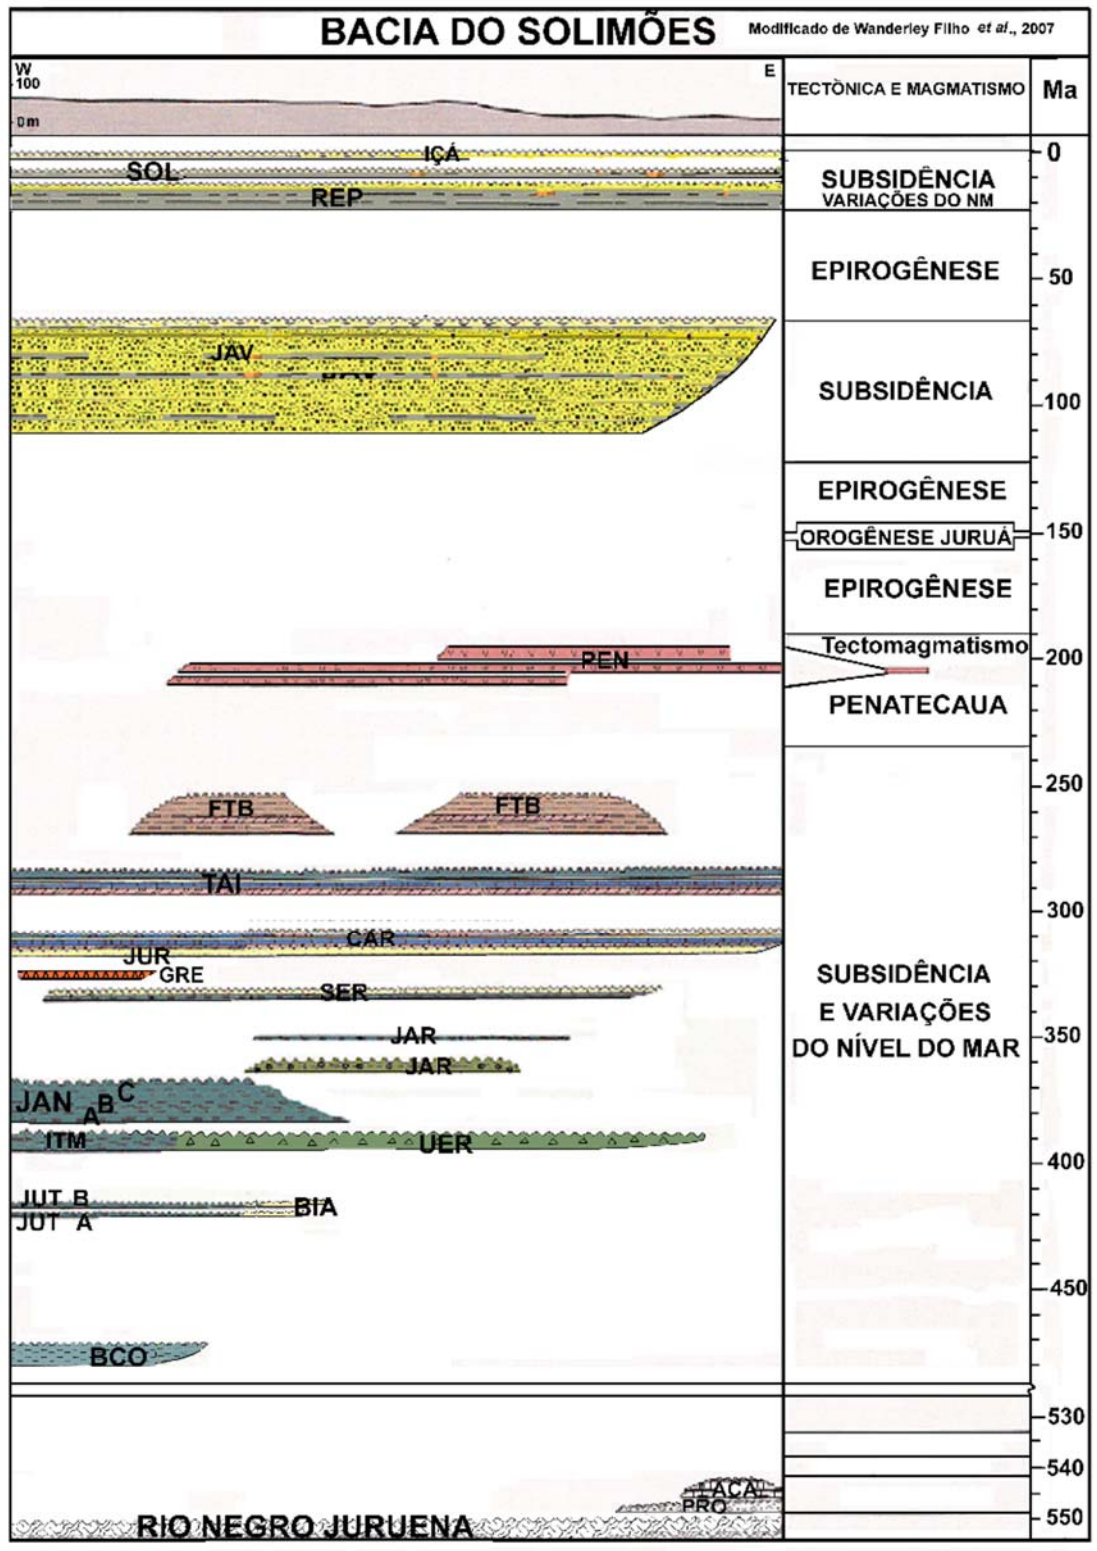 BACIA DO SOLIMÕES
Modificado de Wanderley Filho et al., 2007
W
E
100
0m
TECTÔNICA E MAGMATISMO
Ma
IÇÁ
SOL
REP
JAV
SUBSIDÊNCIA
VARIAÇÕES DO NM
EPIROGÊNESE
SUBSIDÊNCIA
EPIROGÊNESE
OROGÊNESE JURUÁ
EPIROGÊNESE
Tectomagmatismo
PENATECAUA
PEN
FTB
FTB
TAI
CAR
JUR
GRE
SER
JAR
JAR
JAN A B C
ITM
UER
JUT B
JUT A
BIA
BCO
SUBSIDÊNCIA
E VARIAÇÕES
DO NÍVEL DO MAR
ACA
PRO
RIO NEGRO JURUENA
0
50
100
150
200
250
300
350
400
450
530
540
550